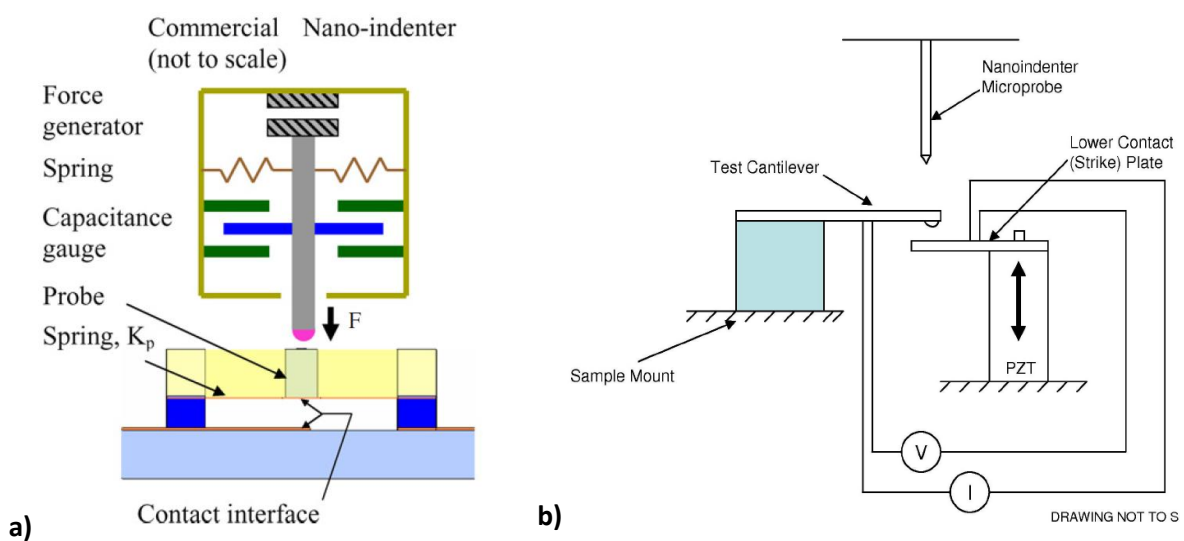 Commercial Nano-indenter
(not to scale)
Force
generator
Spring
Capacitance
gauge
Probe
F
Spring, Kp
Contact interface
a)
Nanoindenter
Microprobe
Lower Contact
(Strike) Plate
Test Cantilever
Sample Mount
PZT
V
I
b)
DRAWING NOT TO S